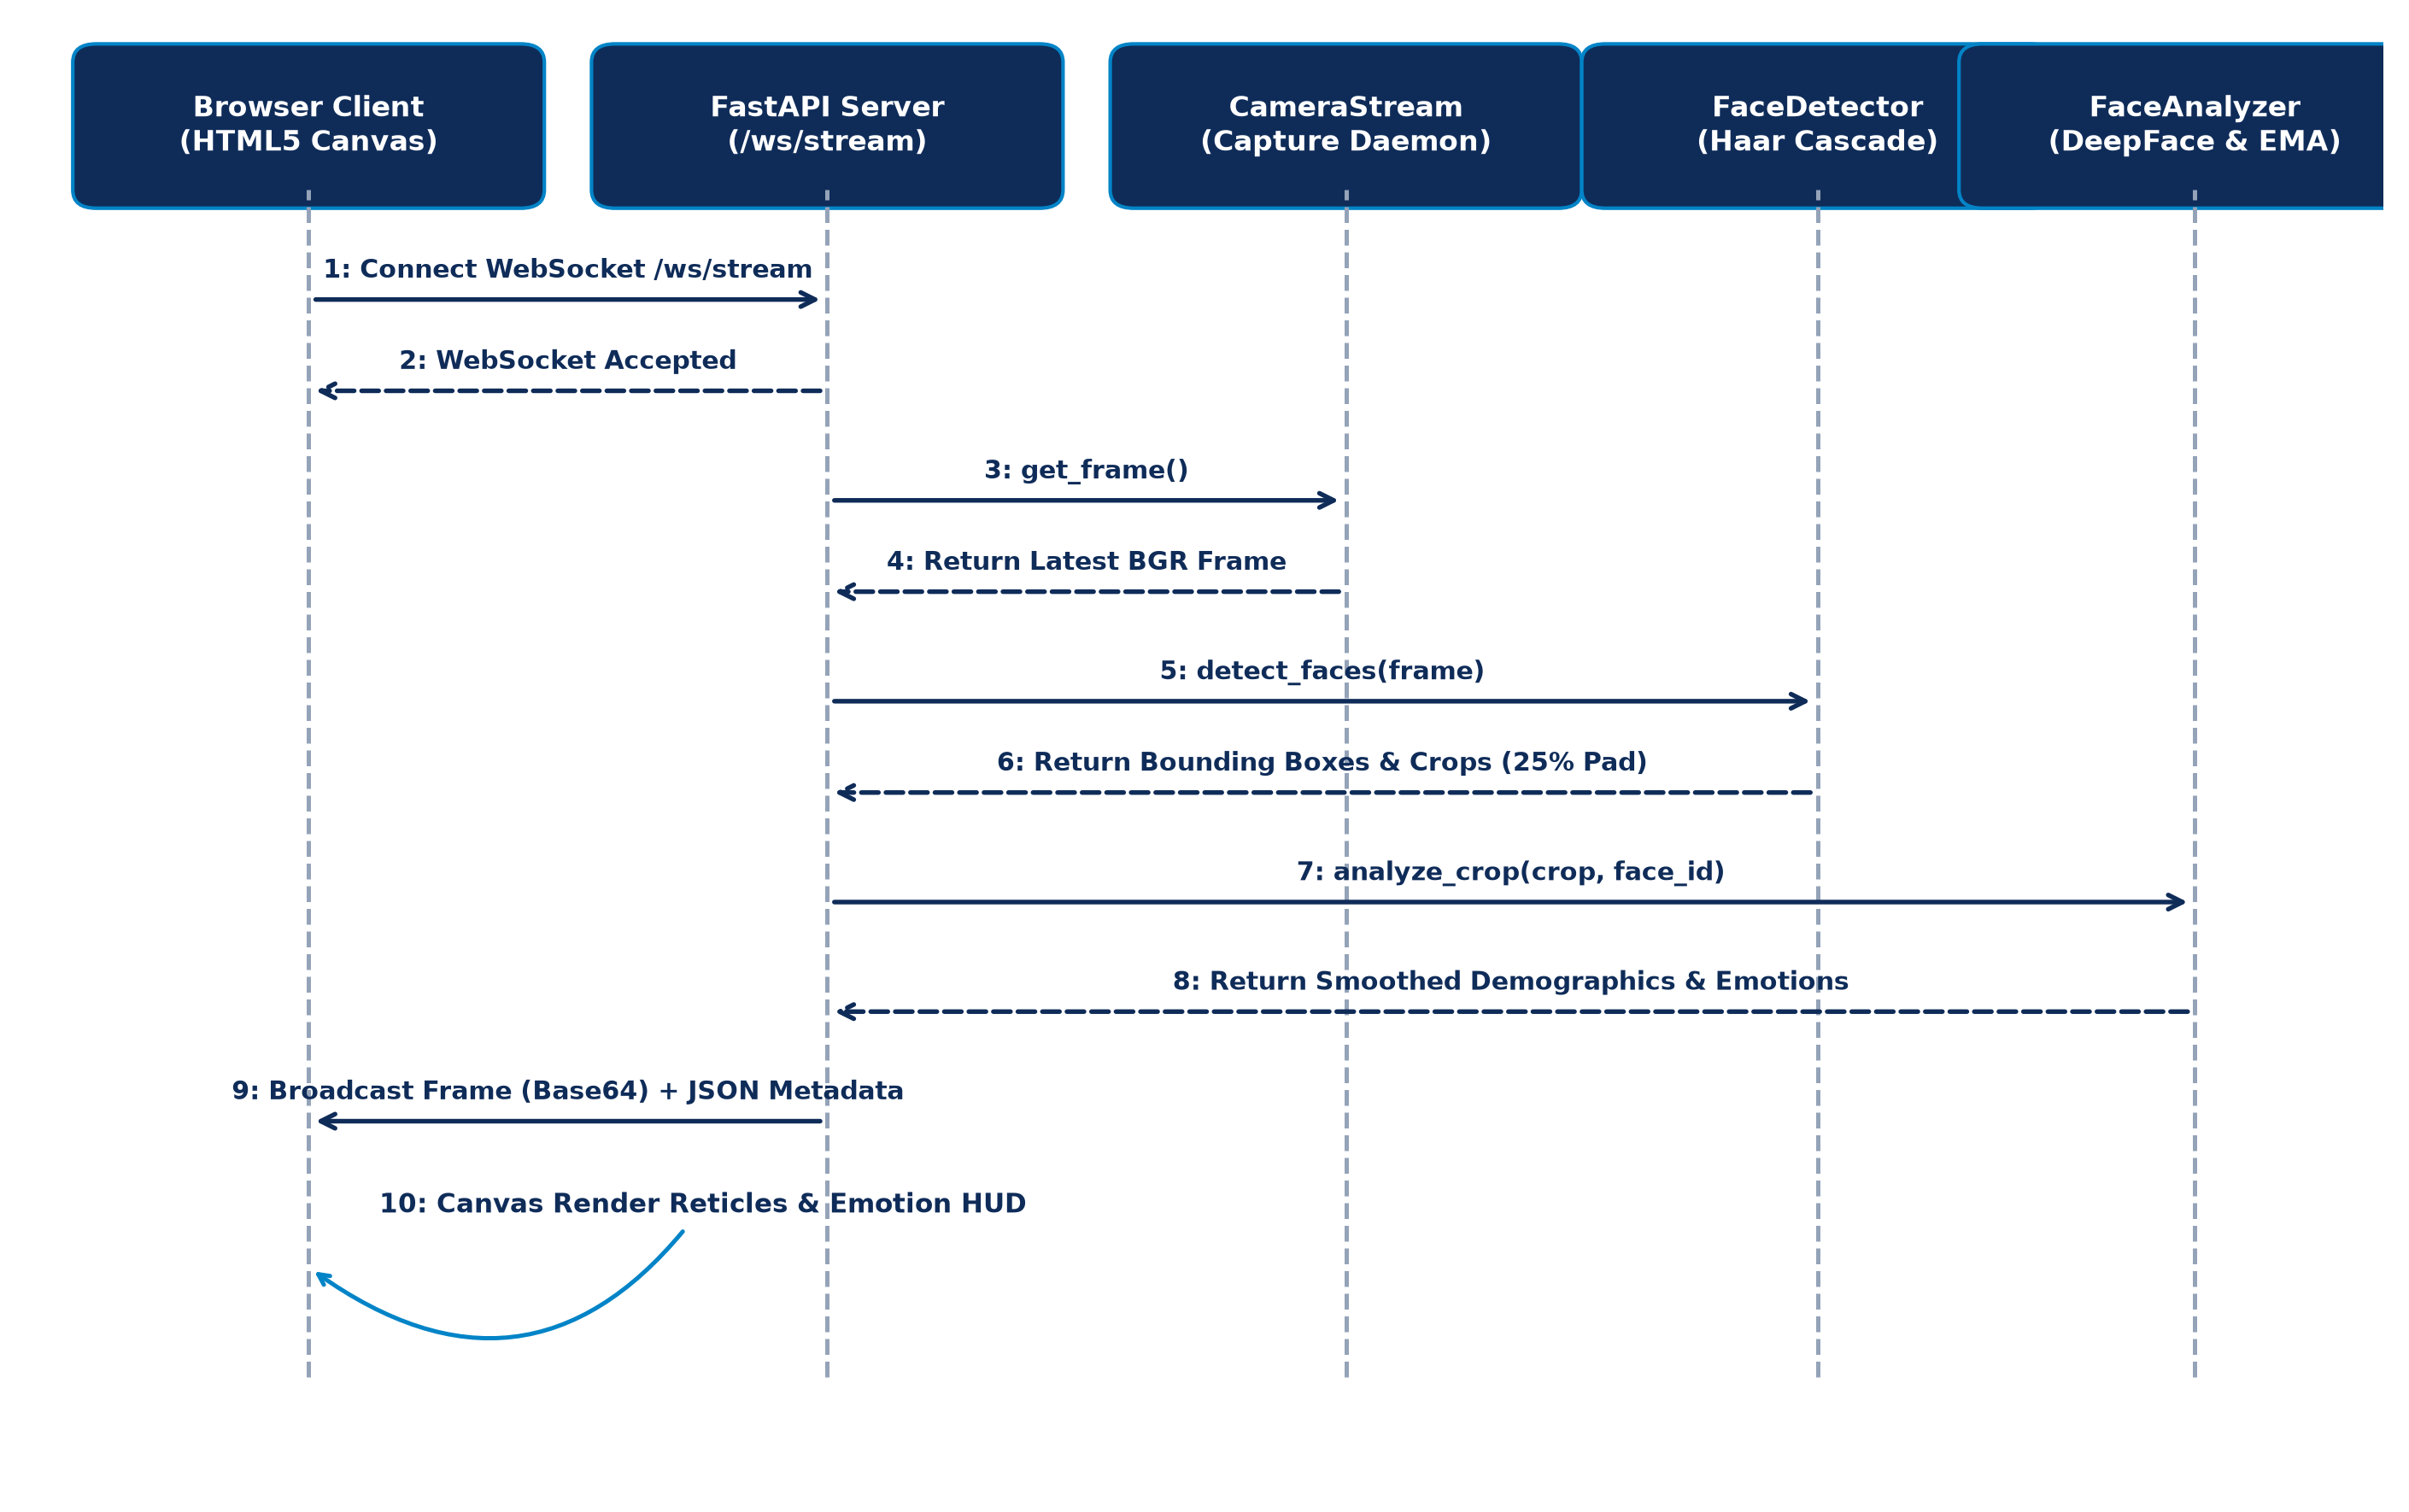 Browser Client
(HTML5 Canvas)
FastAPI Server
(/ws/stream)
CameraStream
(Capture Daemon)
FaceDetector
(Haar Cascade)
FaceAnalyzer
(DeepFace & EMA)
1: Connect WebSocket /ws/stream
2: WebSocket Accepted
3: get_frame()
4: Return Latest BGR Frame
5: detect_faces(frame)
6: Return Bounding Boxes & Crops (25% Pad)
7: analyze_crop(crop, face_id)
8: Return Smoothed Demographics & Emotions
9: Broadcast Frame (Base64) + JSON Metadata
10: Canvas Render Reticles & Emotion HUD